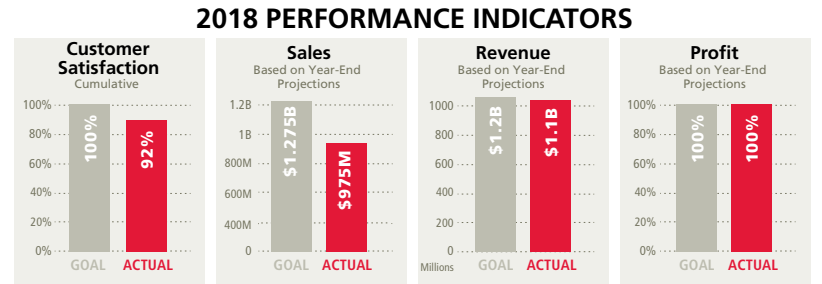 2018 PERFORMANCE INDICATORS
Customer
Satisfaction
Cumulative
100%
80%
60%
40%
20%
0%
100%
92%
GOAL ACTUAL
Sales
Based on Year-End
Projections
1.2B
1B
800M
600M
400M
0
$1.275B
$975M
GOAL ACTUAL
Revenue
Based on Year-End
Projections
1000
800
600
400
200
0
Millions
$1.2B
$1.1B
GOAL ACTUAL
Profit
Based on Year-End
Projections
100%
80%
60%
40%
20%
0%
100%
100%
GOAL ACTUAL